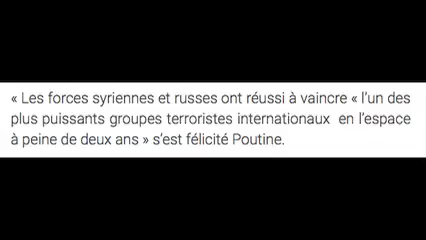 « Les forces syriennes et russes ont réussi à vaincre « l’un des
plus puissants groupes terroristes internationaux  en l’espace
à peine de deux ans » s’est félicité Poutine.